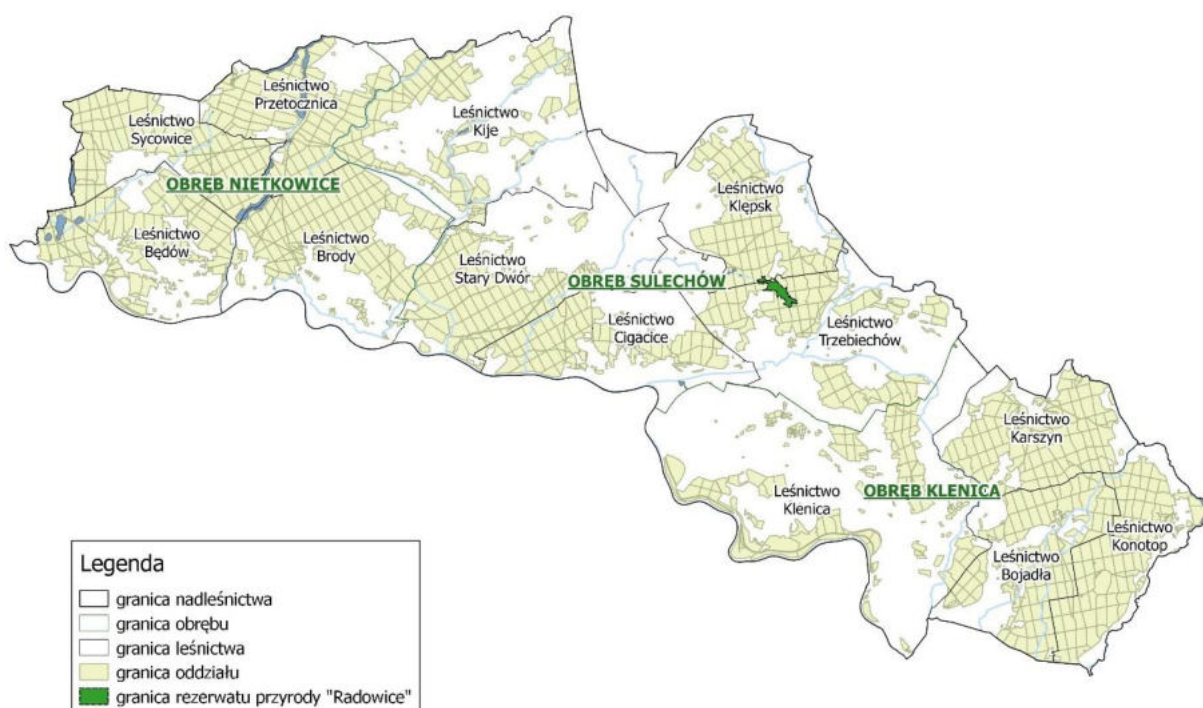 Leśnictwo
Przetocznica
Leśnictwo
Sycowice
Leśnictwo
Kije
OBRĘB NIETKOWICE
Leśnictwo
Klępsk
Leśnictwo
Będów
Leśnictwo
Brody
Leśnictwo
Stary Dwór
OBRĘB SULECHÓW
Leśnictwo
Cigacice
Leśnictwo
Trzebiechów
Leśnictwo
Karszyn
Leśnictwo
Klenica
OBRĘB KLENICA
Leśnictwo
Konotop
Leśnictwo
Bojadła
Legenda
granica nadleśnictwa
granica obrębu
granica leśnictwa
granica oddziału
granica rezerwatu przyrody "Radowice"